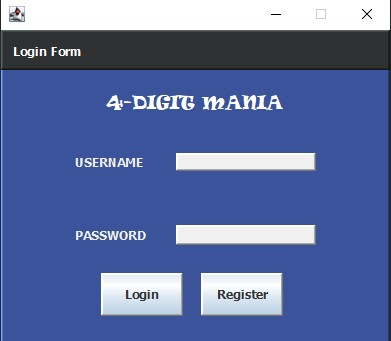 Login Form
4-DIGIT MANIA
USERNAME
PASSWORD
Login Register